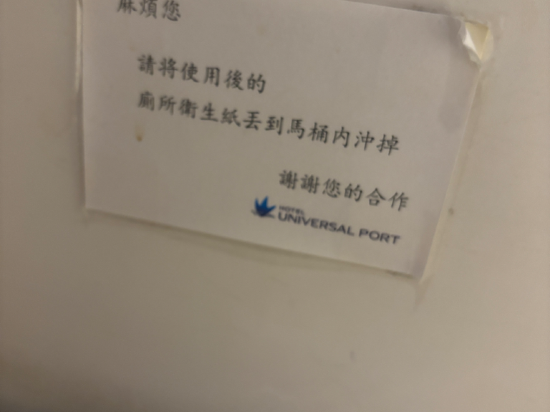 麻煩您
請將使用後的
廁所衛生紙丟到馬桶內沖掉
謝謝您的合作
HOTEL
UNIVERSAL PORT